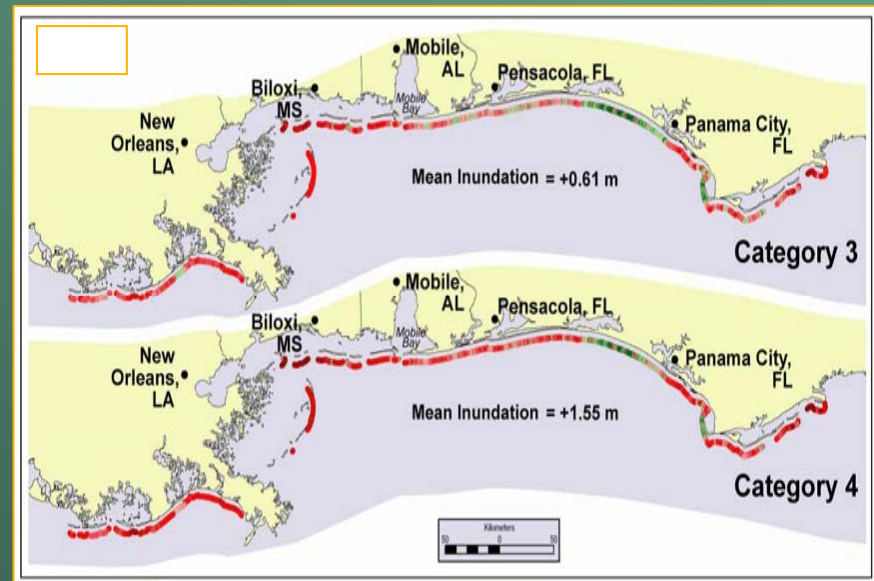 Mobile,
AL
Pensacola, FL
Biloxi,
MS
Mobile
Bay
New
Orleans,
LA
Panama City,
FL
Mean Inundation = +0.61 m
Category 3
Mobile,
AL
Pensacola, FL
Biloxi,
MS
Mobile
Bay
New
Orleans,
LA
Panama City,
FL
Mean Inundation = +1.55 m
Category 4
Kilometers
50 0 50